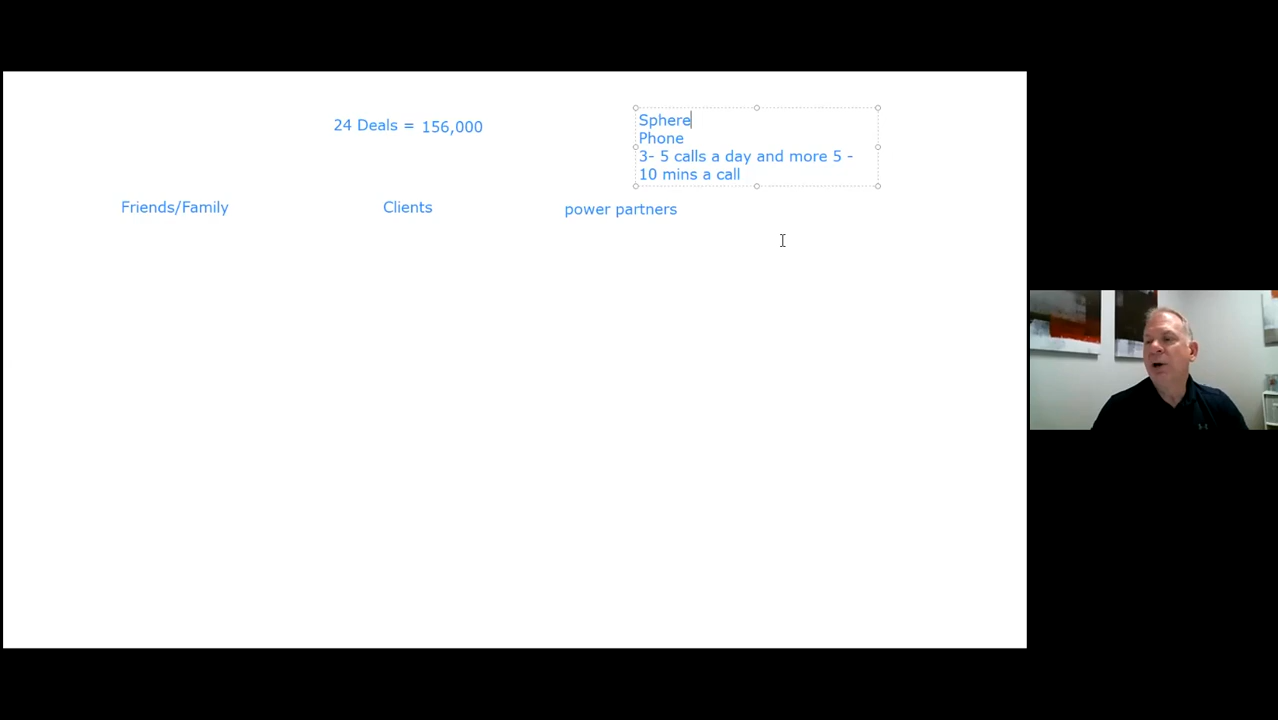 24 Deals = 156,000
Sphere
Phone
3- 5 calls a day and more 5 -
10 mins a call
Friends/Family
Clients
power partners